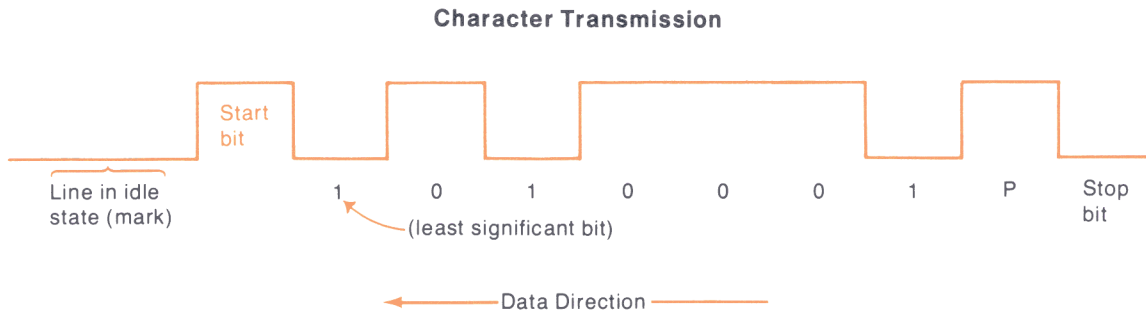 Character Transmission
Start
bit
Line in idle
state (mark)
1 0 1 0 0 0 1 P Stop
bit
(least significant bit)
Data Direction